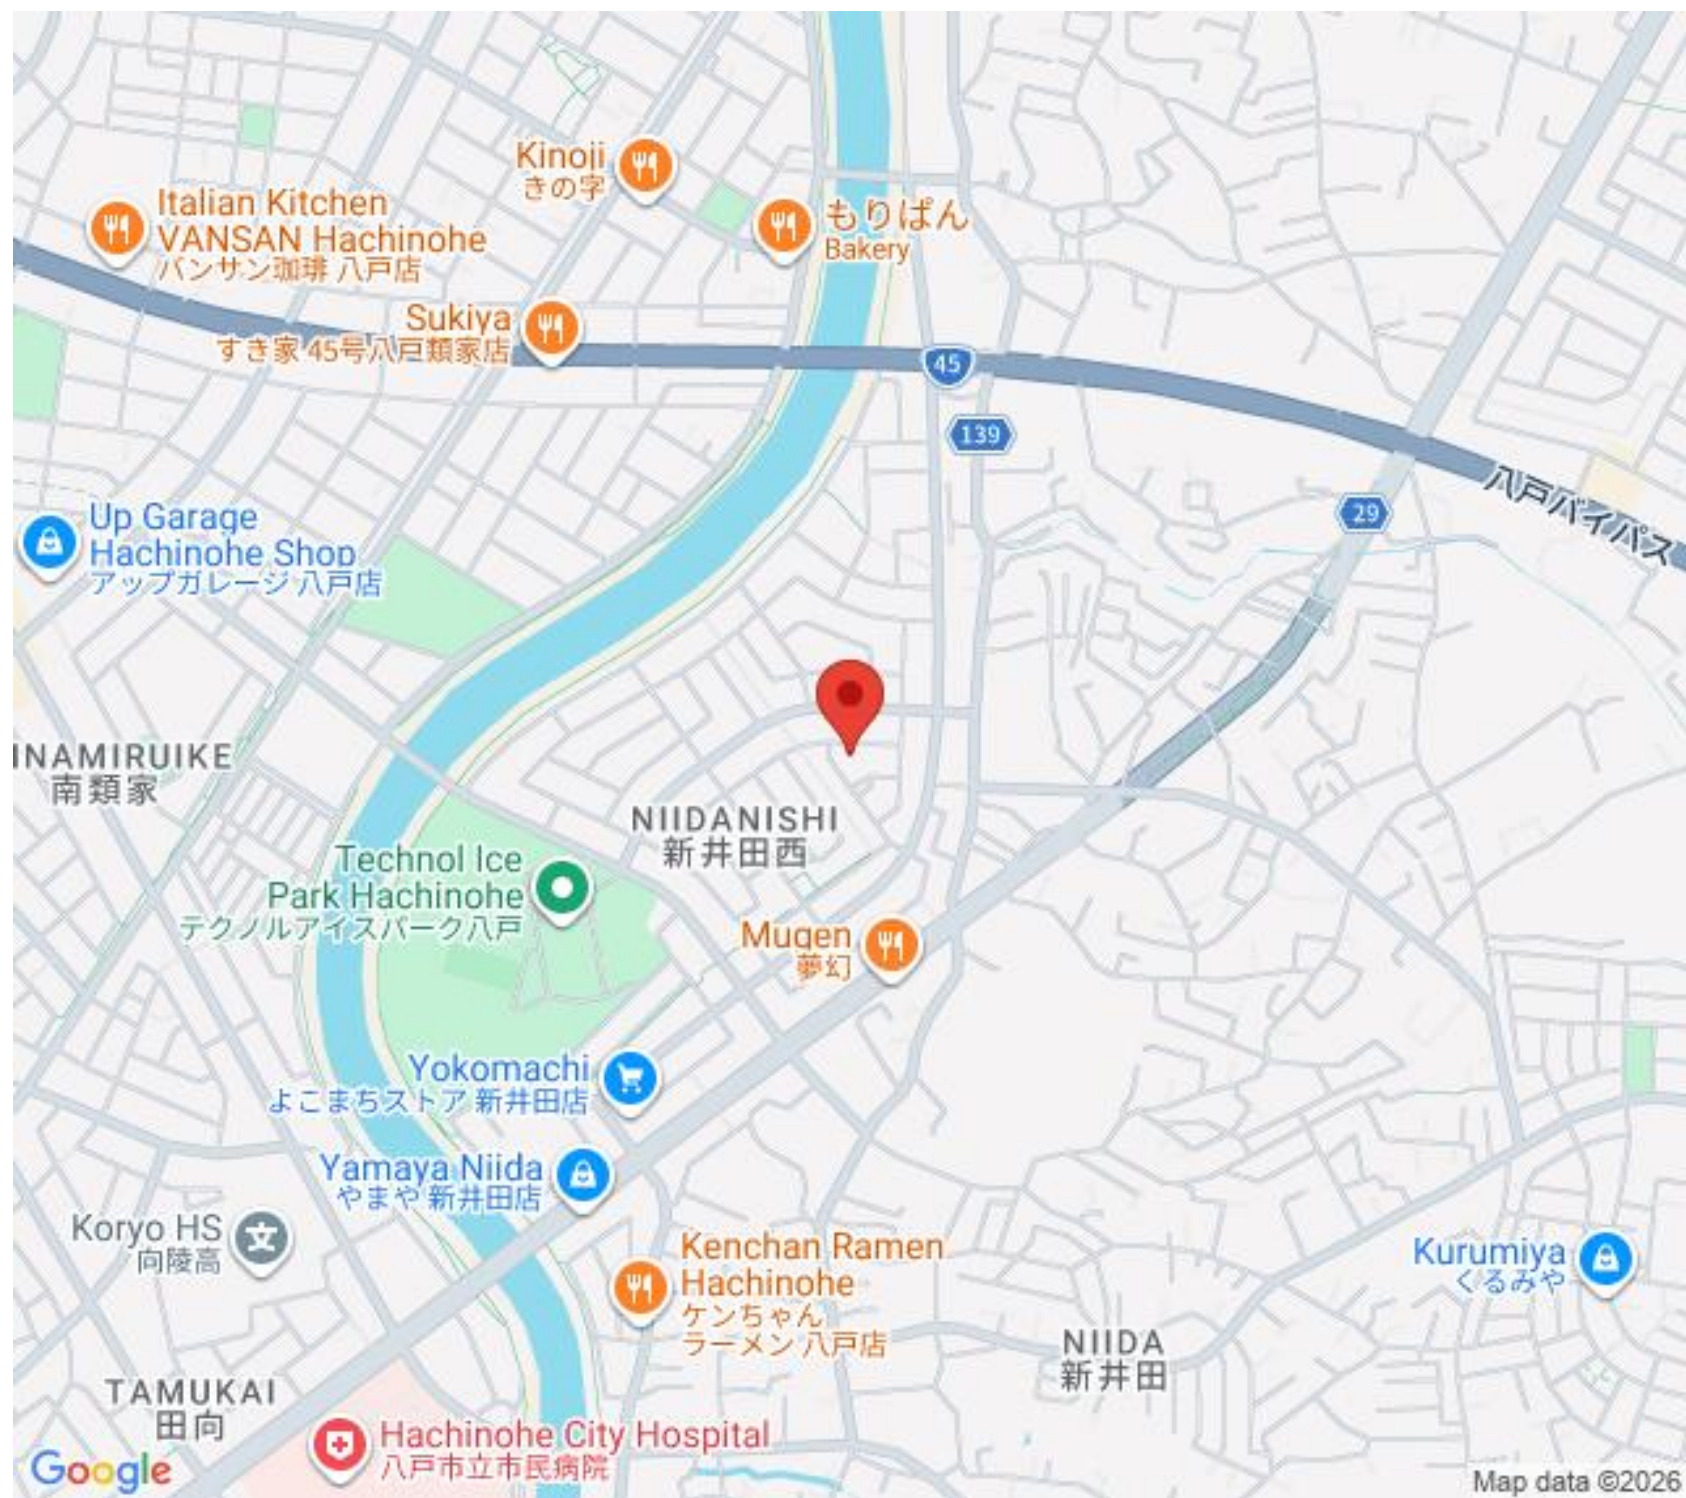 Kinoji
きの字
Italian Kitchen
VANSAN Hachinohe
バンサン珈琲 八戸店
もりぱん
Bakery
Sukiya
すき家 45号八戸類家店
45
139
八戸バイパス
29
Up Garage
Hachinohe Shop
アップガレージ 八戸店
INAMIRUIKE
南類家
NIIDANISHI
新井田西
Technol Ice
Park Hachinohe
テクノルアイスパーク八戸
Mugen
夢幻
Yokomachi
よこまちストア 新井田店
Yamaya Niida
やまや 新井田店
Koryo HS
向陵高
Kenchan Ramen
Hachinohe
ケンちゃん
ラーメン 八戸店
Kurumiya
くるみや
NIIDA
新井田
TAMUKAI
田向
Hachinohe City Hospital
八戸市立市民病院
Google
Map data ©2026